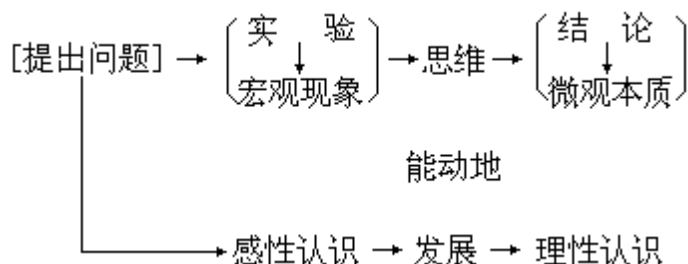 实 验 结 论
[提出问题] → ↓ → 思维 → ↓
宏观现象 微观本质
能动地
感性认识 → 发展 → 理性认识